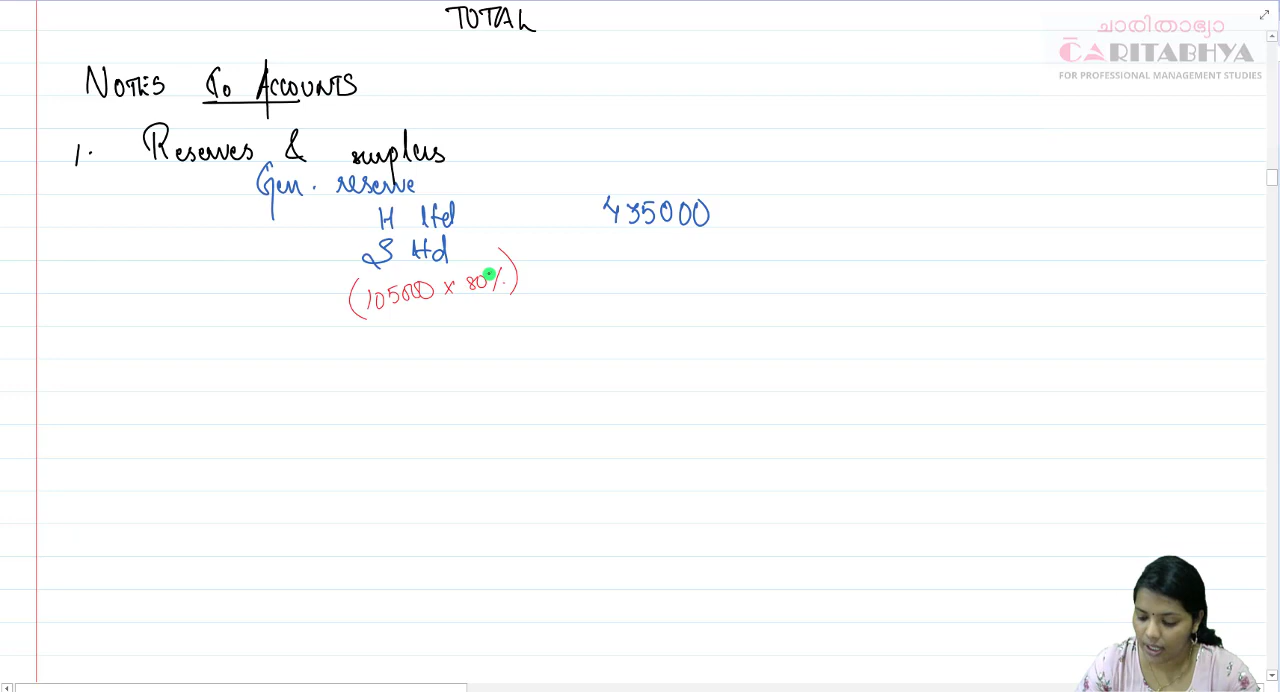 TOTAL
ചാരിതാഭ്യാ
CARITABHYA
FOR PROFESSIONAL MANAGEMENT STUDIES
NOTES To ACCOUNTS
1. Reserves & surplus
Gen. reserve
H ltd 435000
S ltd
(105000 x 80%)